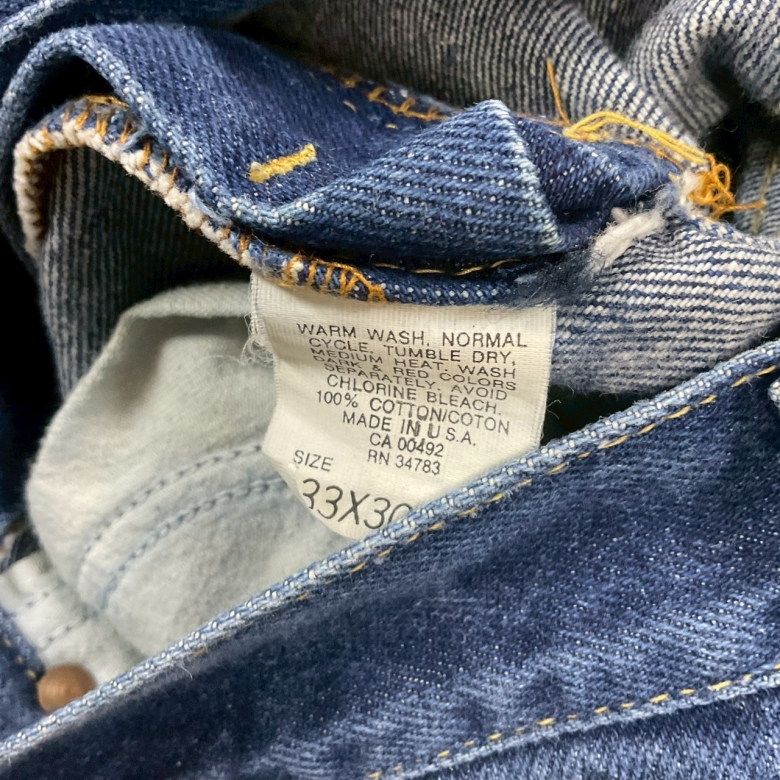 WARM WASH, NORMAL
CYCLE, TUMBLE DRY,
MEDIUM HEAT. WASH
DARK & RED COLORS
SEPARATELY. AVOID
CHLORINE BLEACH.
100% COTTON/COTON
MADE IN U.S.A.
CA 00492
RN 34783
SIZE
33X30